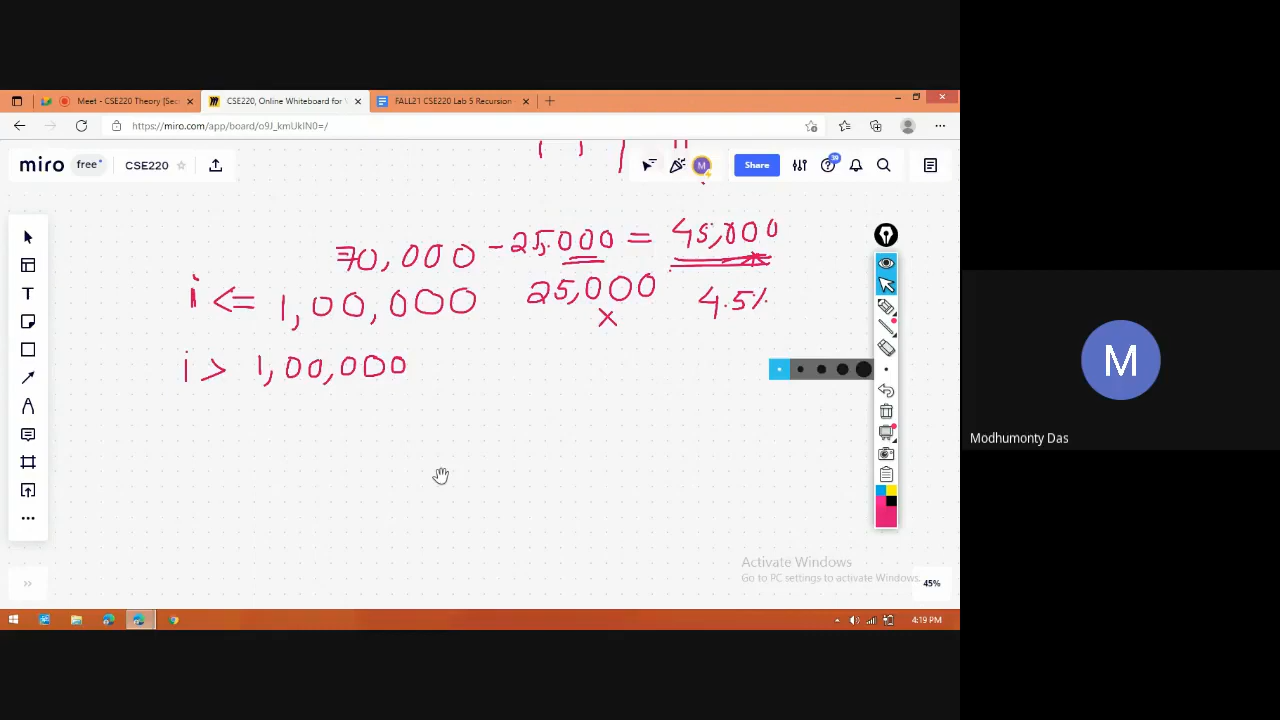 Meet - CSE220 Theory [Sec
CSE220, Online Whiteboard for V
FALL21 CSE220 Lab 5 Recursion
https://miro.com/app/board/o9J_kmUkIN0=/
miro free CSE220
M
Share
39
70,000 - 25,000 = 45,000
i <= 1,00,000 25,000 4.5%
x
i > 1,00,000
M
Modhumonty Das
Activate Windows
Go to PC settings to activate Windows.
45%
4:19 PM